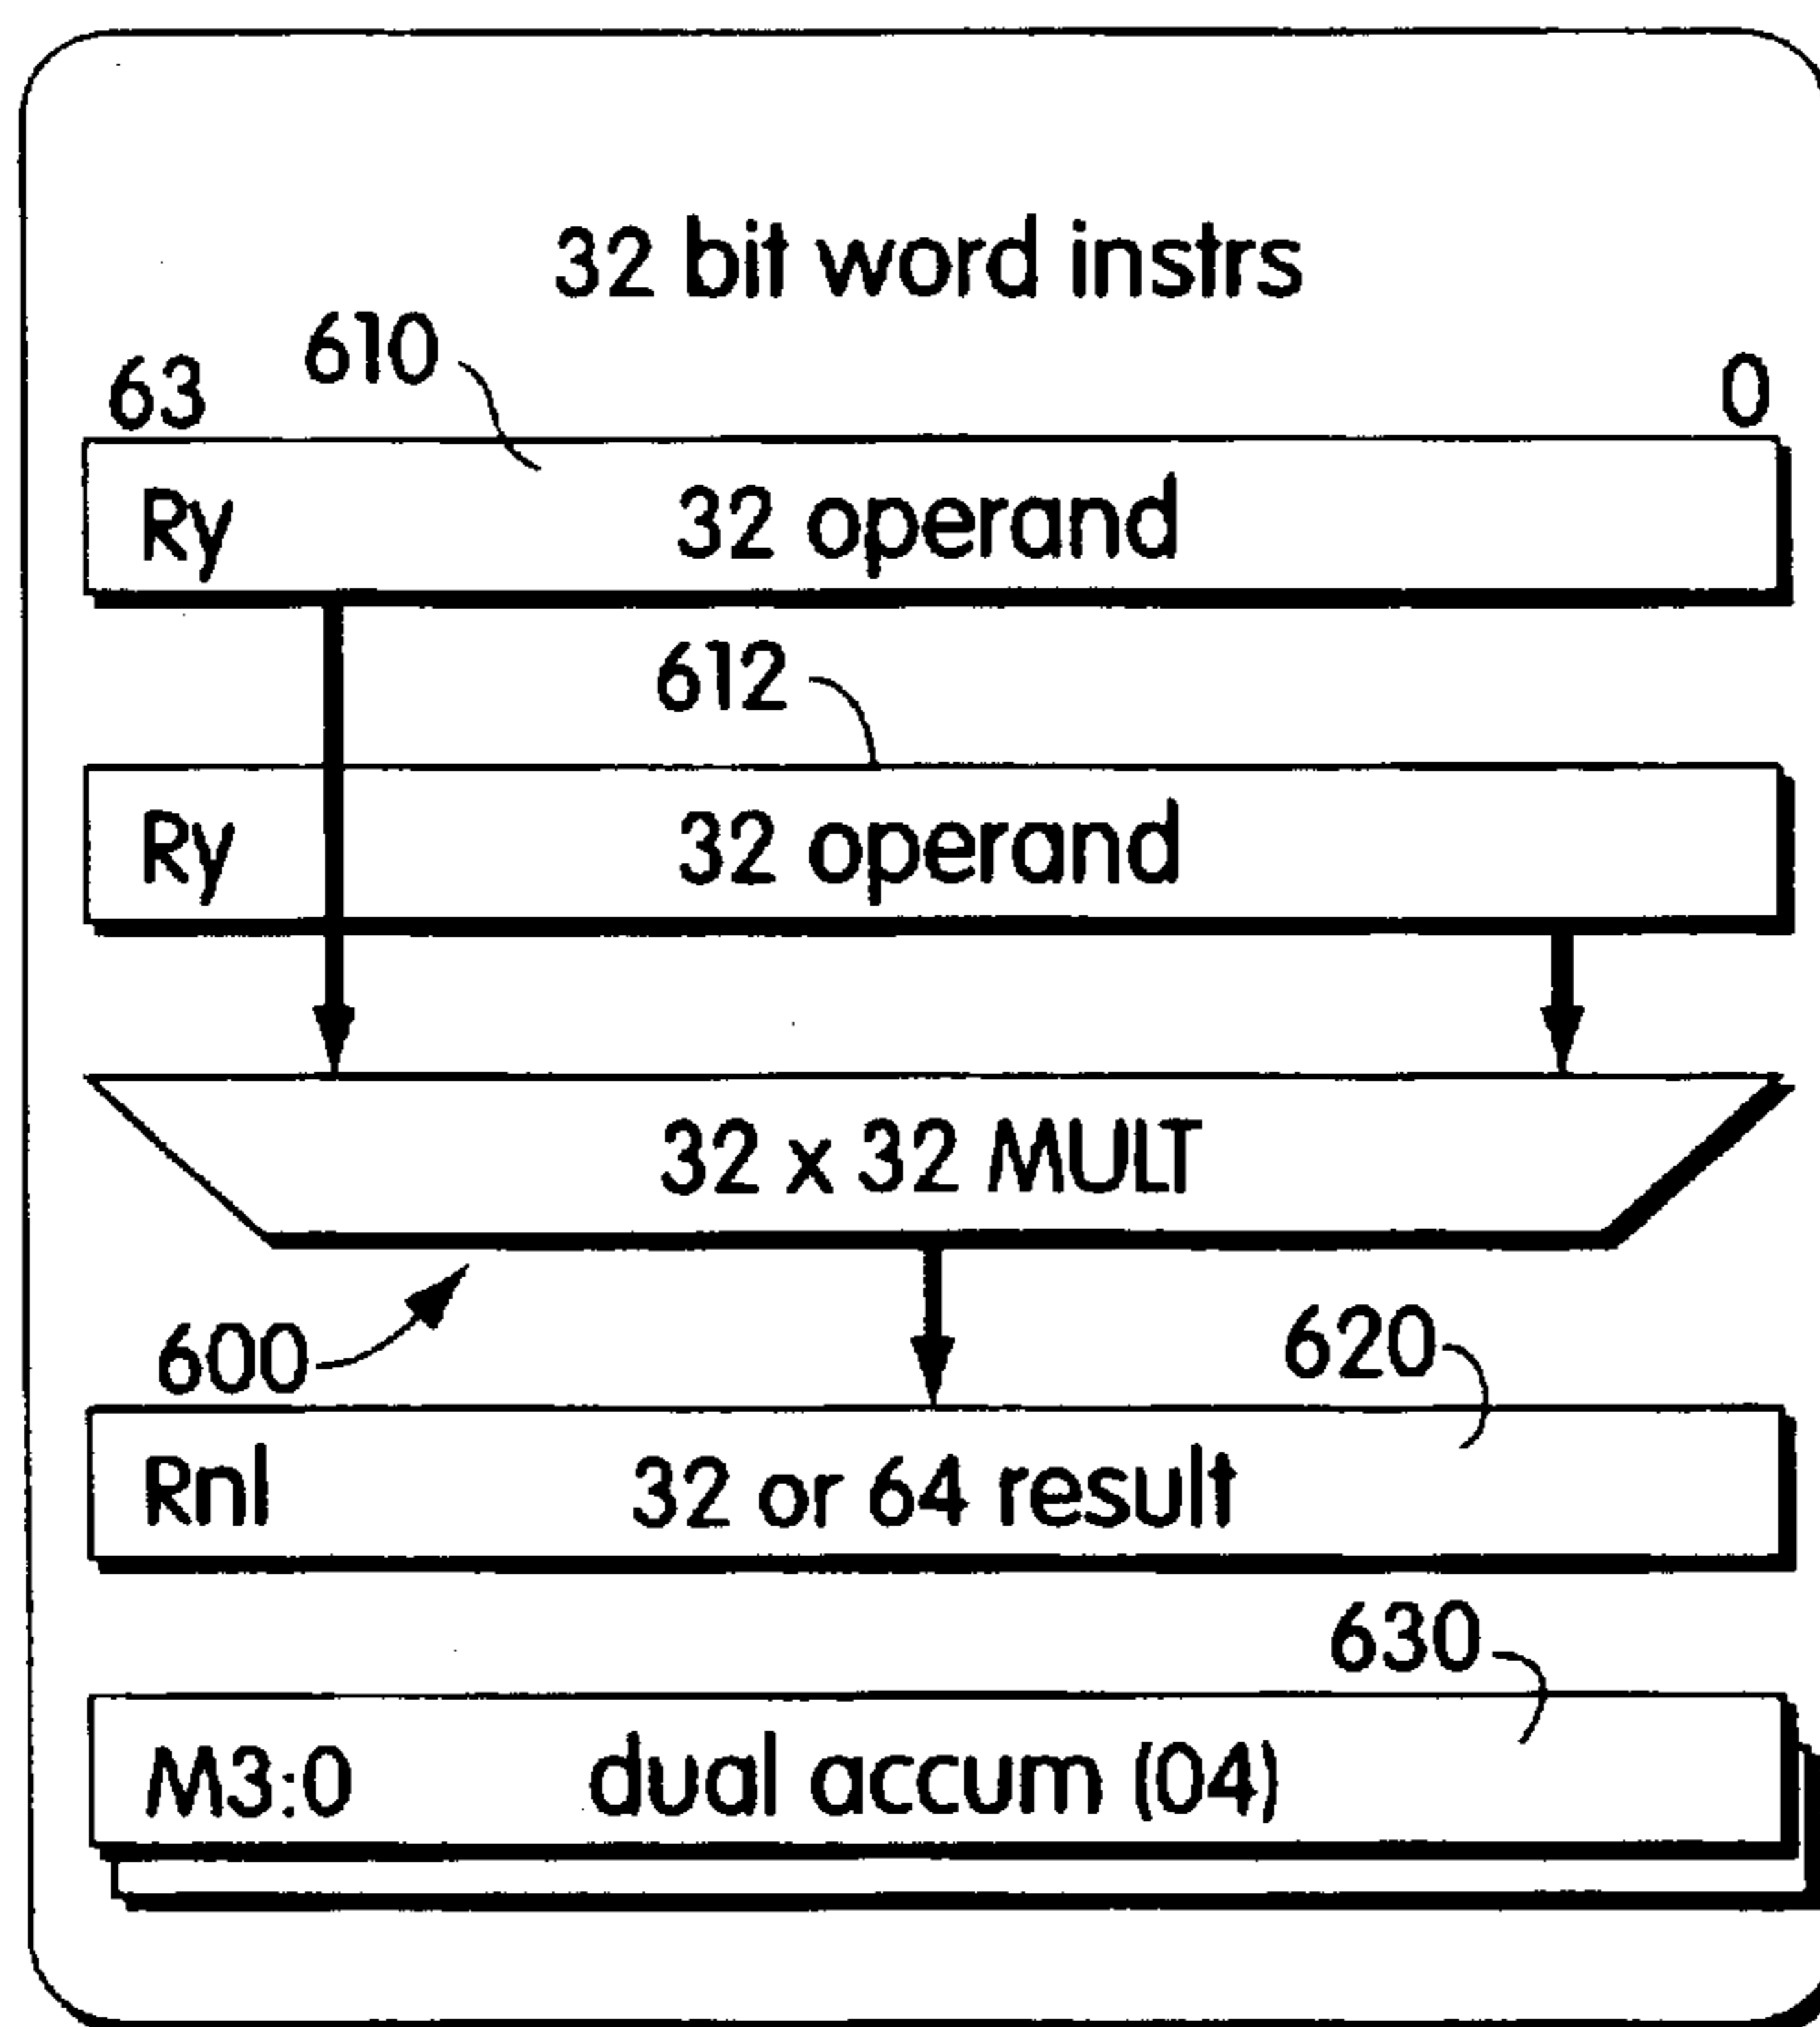 32 bit word instrs
610
63 0
Ry 32 operand
612
Ry 32 operand
32 x 32 MULT
600
620
Rnl 32 or 64 result
630
M3:0 dual accum (04)